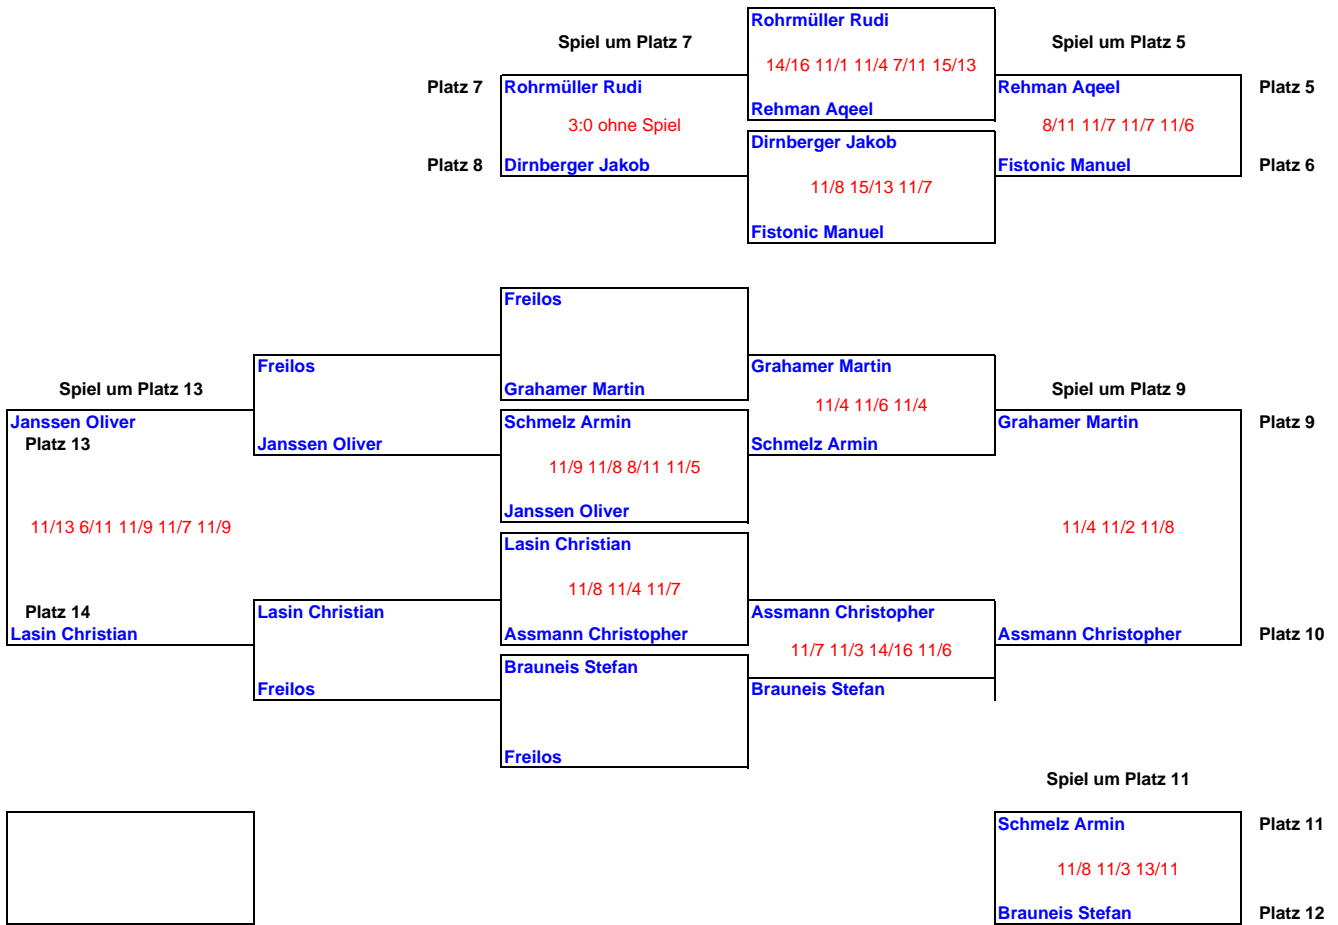 Rohrmüller Rudi
Spiel um Platz 7
Spiel um Platz 5
14/16 11/1 11/4 7/11 15/13
Platz 7
Rohrmüller Rudi
Rehman Aqeel
Platz 5
Rehman Aqeel
3:0 ohne Spiel
8/11 11/7 11/7 11/6
Dirnberger Jakob
Platz 8
Dirnberger Jakob
Fistonic Manuel
Platz 6
11/8 15/13 11/7
Fistonic Manuel
Freilos
Freilos
Grahamer Martin
Spiel um Platz 13
Grahamer Martin
Spiel um Platz 9
11/4 11/6 11/4
Janssen Oliver
Schmelz Armin
Grahamer Martin
Platz 9
Platz 13
Janssen Oliver
Schmelz Armin
11/9 11/8 8/11 11/5
Janssen Oliver
11/13 6/11 11/9 11/7 11/9
11/4 11/2 11/8
Lasin Christian
11/8 11/4 11/7
Platz 14
Lasin Christian
Assmann Christopher
Lasin Christian
Assmann Christopher
Assmann Christopher
Platz 10
11/7 11/3 14/16 11/6
Brauneis Stefan
Freilos
Brauneis Stefan
Freilos
Spiel um Platz 11
Schmelz Armin
Platz 11
11/8 11/3 13/11
Brauneis Stefan
Platz 12